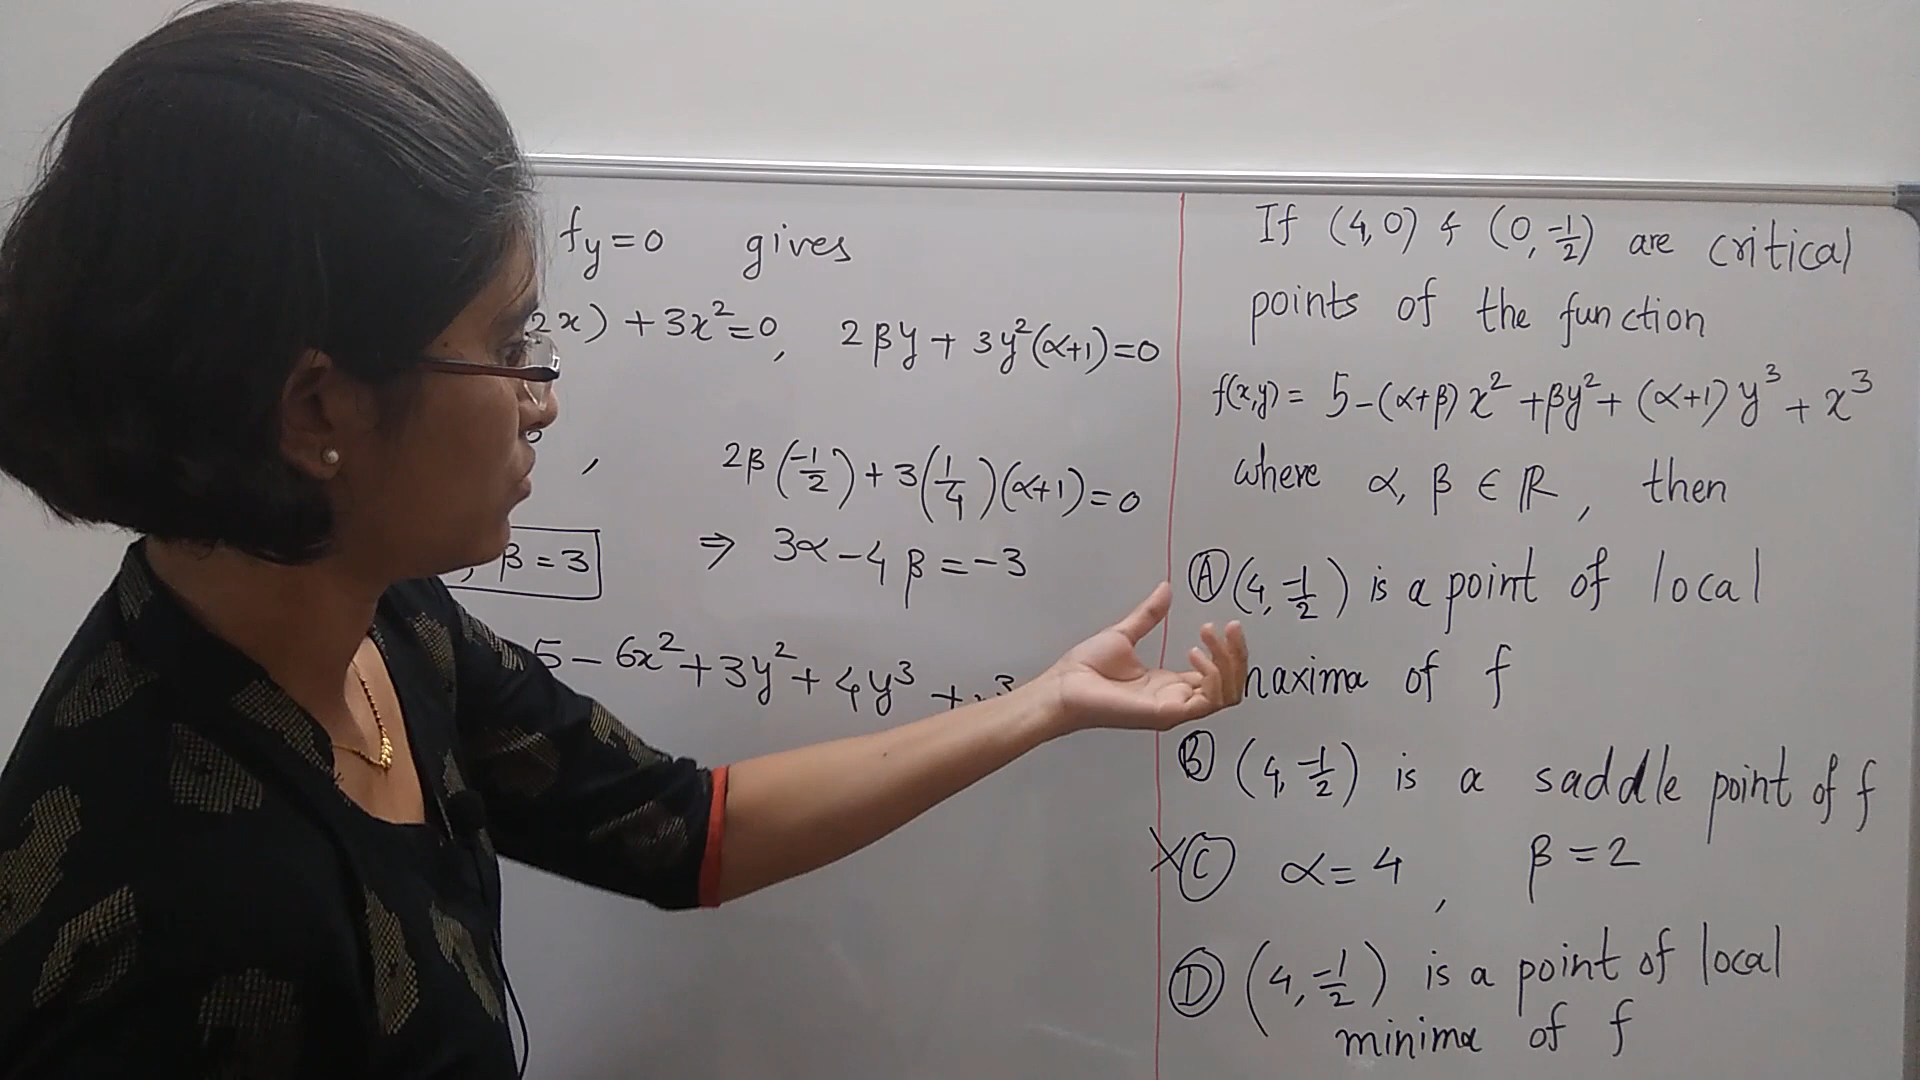 fy=0 gives
2x) + 3x²=0, 2βy + 3y²(α+1)=0
, 2β(-1/2)+3(1/4)(α+1)=0
, β=3 ⇒ 3α-4β=-3
5-6x²+3y²+4y³+
If (4,0) & (0,-1/2) are critical
points of the function
f(x,y)= 5-(α+β)x²+βy²+(α+1)y³+x³
where α, β ∈ ℝ, then
Ⓐ (4,-1/2) is a point of local
maxima of f
Ⓑ (4,-1/2) is a saddle point of f
XⒸ α=4, β=2
Ⓓ (4,-1/2) is a point of local
minima of f